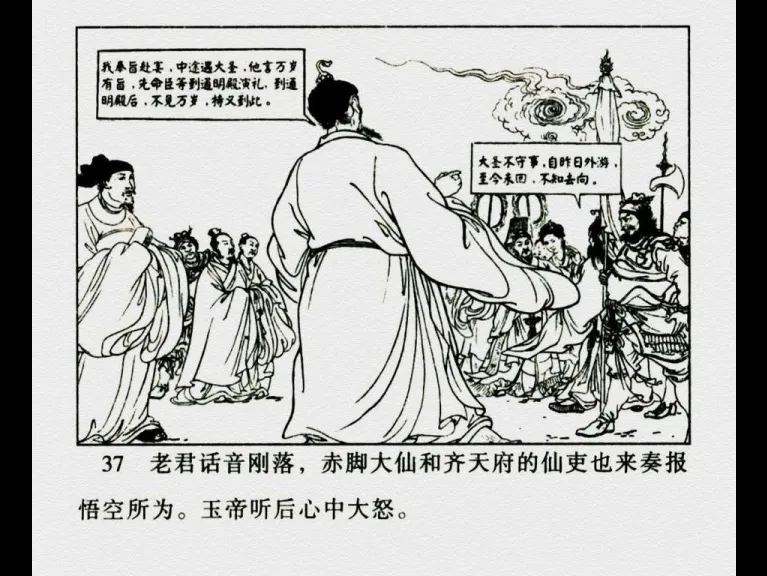 我奉旨赴宴，中途遇大圣，他言万岁
有旨，先命臣等到通明殿演礼，到通
明殿后，不见万岁，特又到此。
大圣不守事，自昨日外游，
至今未回，不知去向。
37 老君话音刚落，赤脚大仙和齐天府的仙吏也来奏报
悟空所为。玉帝听后心中大怒。